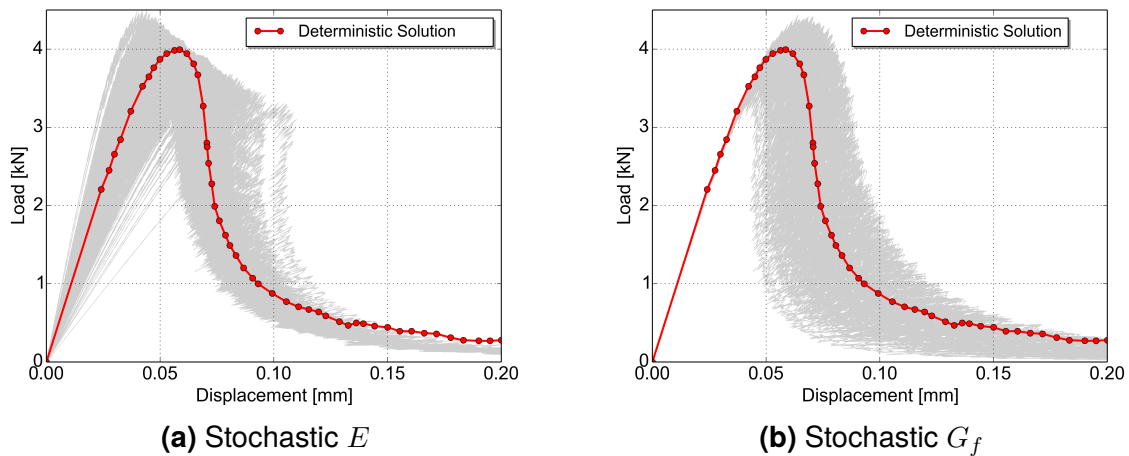 Deterministic Solution
Load [kN]
4
3
2
1
0
0.00 0.05 0.10 0.15 0.20
Displacement [mm]
(a) Stochastic E
Deterministic Solution
Load [kN]
4
3
2
1
0
0.00 0.05 0.10 0.15 0.20
Displacement [mm]
(b) Stochastic G_f